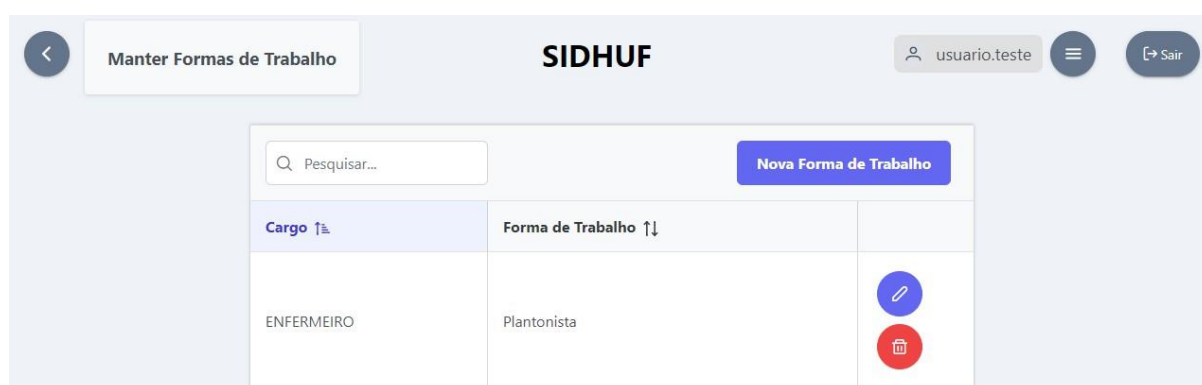 Manter Formas de Trabalho
SIDHUF
usuario.teste
Sair
Pesquisar...
Nova Forma de Trabalho
Cargo
Forma de Trabalho
ENFERMEIRO
Plantonista